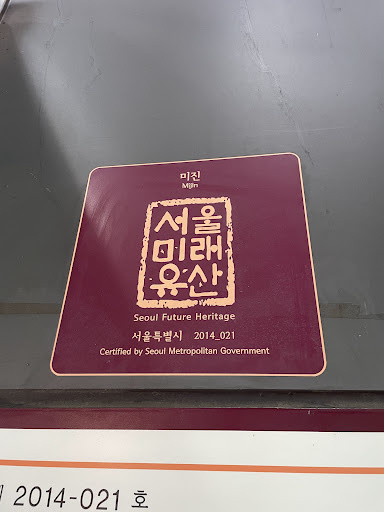 미진
Mijin
서울
미래
유산
Seoul Future Heritage
서울특별시 2014_021
Certified by Seoul Metropolitan Government
2014-021 호